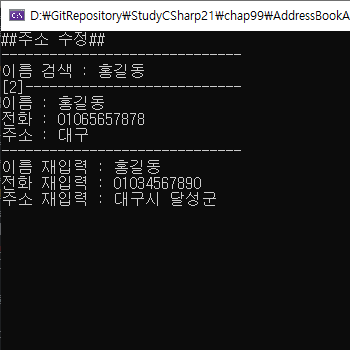 D:\GitRepository\StudyCSharp21\chap99\AddressBookA
##주소 수정##
------------------------------
이름 검색 : 홍길동
[2]---------------------------
이름 : 홍길동
전화 : 01065657878
주소 : 대구
------------------------------
이름 재입력 : 홍길동
전화 재입력 : 01034567890
주소 재입력 : 대구시 달성군